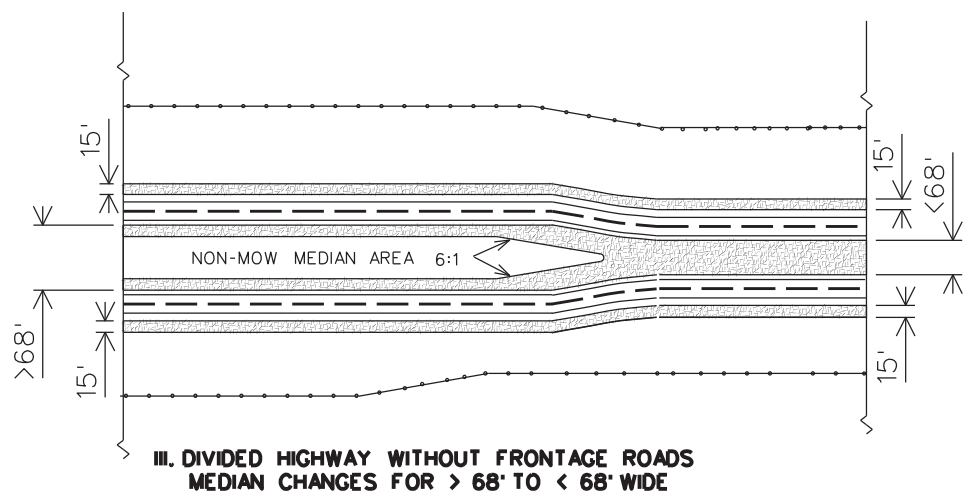 15'
15'
<68'
NON-MOW MEDIAN AREA 6:1
>68'
15'
15'
III. DIVIDED HIGHWAY WITHOUT FRONTAGE ROADS
MEDIAN CHANGES FOR > 68' TO < 68' WIDE